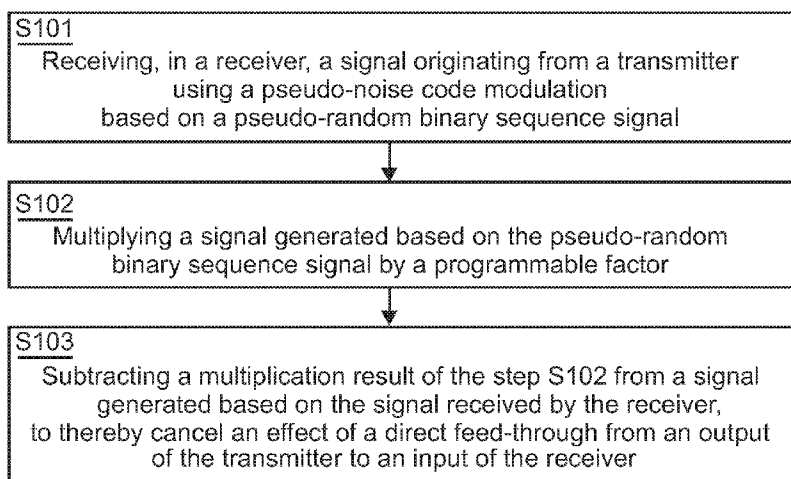 S101
Receiving, in a receiver, a signal originating from a transmitter
using a pseudo-noise code modulation
based on a pseudo-random binary sequence signal
S102
Multiplying a signal generated based on the pseudo-random
binary sequence signal by a programmable factor
S103
Subtracting a multiplication result of the step S102 from a signal
generated based on the signal received by the receiver,
to thereby cancel an effect of a direct feed-through from an output
of the transmitter to an input of the receiver